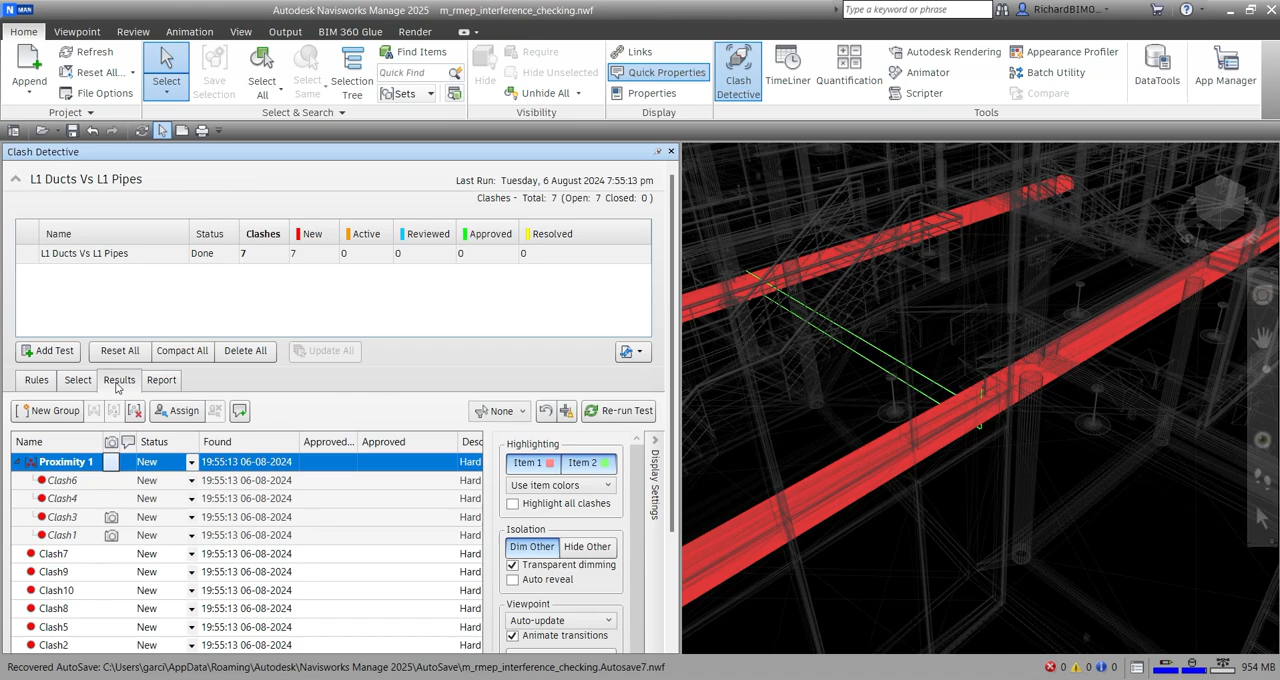 N MAN
Autodesk Navisworks Manage 2025 m_rmep_interference_checking.nwf
Type a keyword or phrase
RichardBIMO...
Home Viewpoint Review Animation View Output BIM 360 Glue Render
Append
Refresh
Reset All...
File Options
Project
Select
Save Selection
Select All
Select Same
Selection Tree
Find Items
Quick Find
Sets
Select & Search
Hide
Require
Hide Unselected
Unhide All
Visibility
Links
Quick Properties
Properties
Display
Clash Detective
TimeLiner
Quantification
Autodesk Rendering
Animator
Scripter
Appearance Profiler
Batch Utility
Compare
DataTools
App Manager
Tools
Clash Detective
L1 Ducts Vs L1 Pipes
Last Run: Tuesday, 6 August 2024 7:55:13 pm
Clashes - Total: 7 (Open: 7 Closed: 0 )
Name Status Clashes New Active Reviewed Approved Resolved
L1 Ducts Vs L1 Pipes Done 7 7 0 0 0 0
Add Test Reset All Compact All Delete All Update All
Rules Select Results Report
New Group Assign None Re-run Test
Name Status Found Approved... Approved Desc
Proximity 1 New 19:55:13 06-08-2024 Hard
Clash6 New 19:55:13 06-08-2024 Hard
Clash4 New 19:55:13 06-08-2024 Hard
Clash3 New 19:55:13 06-08-2024 Hard
Clash1 New 19:55:13 06-08-2024 Hard
Clash7 New 19:55:13 06-08-2024 Hard
Clash9 New 19:55:13 06-08-2024 Hard
Clash10 New 19:55:13 06-08-2024 Hard
Clash8 New 19:55:13 06-08-2024 Hard
Clash5 New 19:55:13 06-08-2024 Hard
Clash2 New 19:55:13 06-08-2024 Hard
Highlighting
Item 1 Item 2
Use item colors
Highlight all clashes
Isolation
Dim Other Hide Other
Transparent dimming
Auto reveal
Viewpoint
Auto-update
Animate transitions
Display Settings
Recovered AutoSave: C:\Users\garci\AppData\Roaming\Autodesk\Navisworks Manage 2025\AutoSave\m_rmep_interference_checking.Autosave7.nwf
0 0 0 954 MB